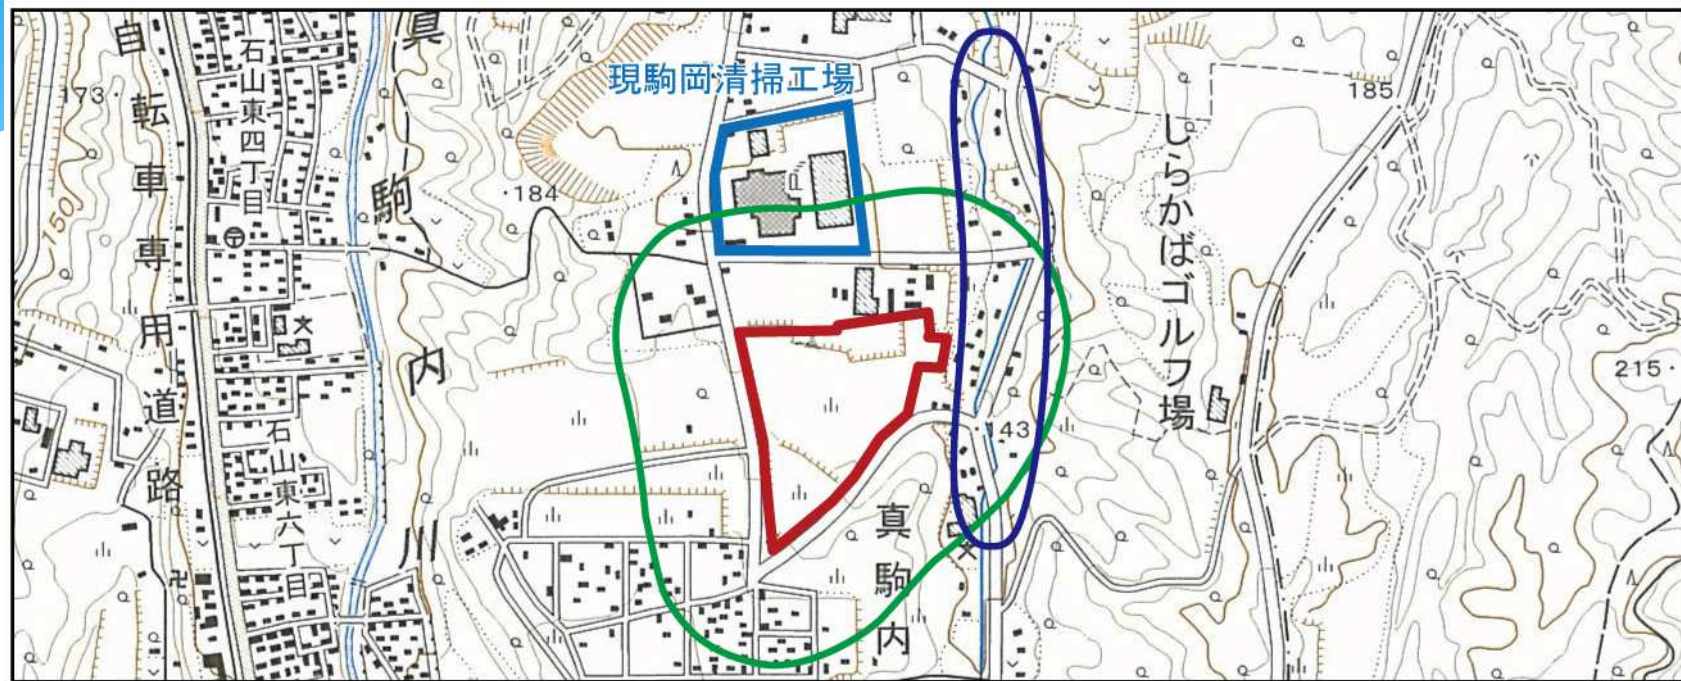 現駒岡清掃工場
自転車専用道路
石山東四丁目
石山東六丁目
真駒内川
真駒内
しらかばゴルフ場
173
150
184
185
143
215